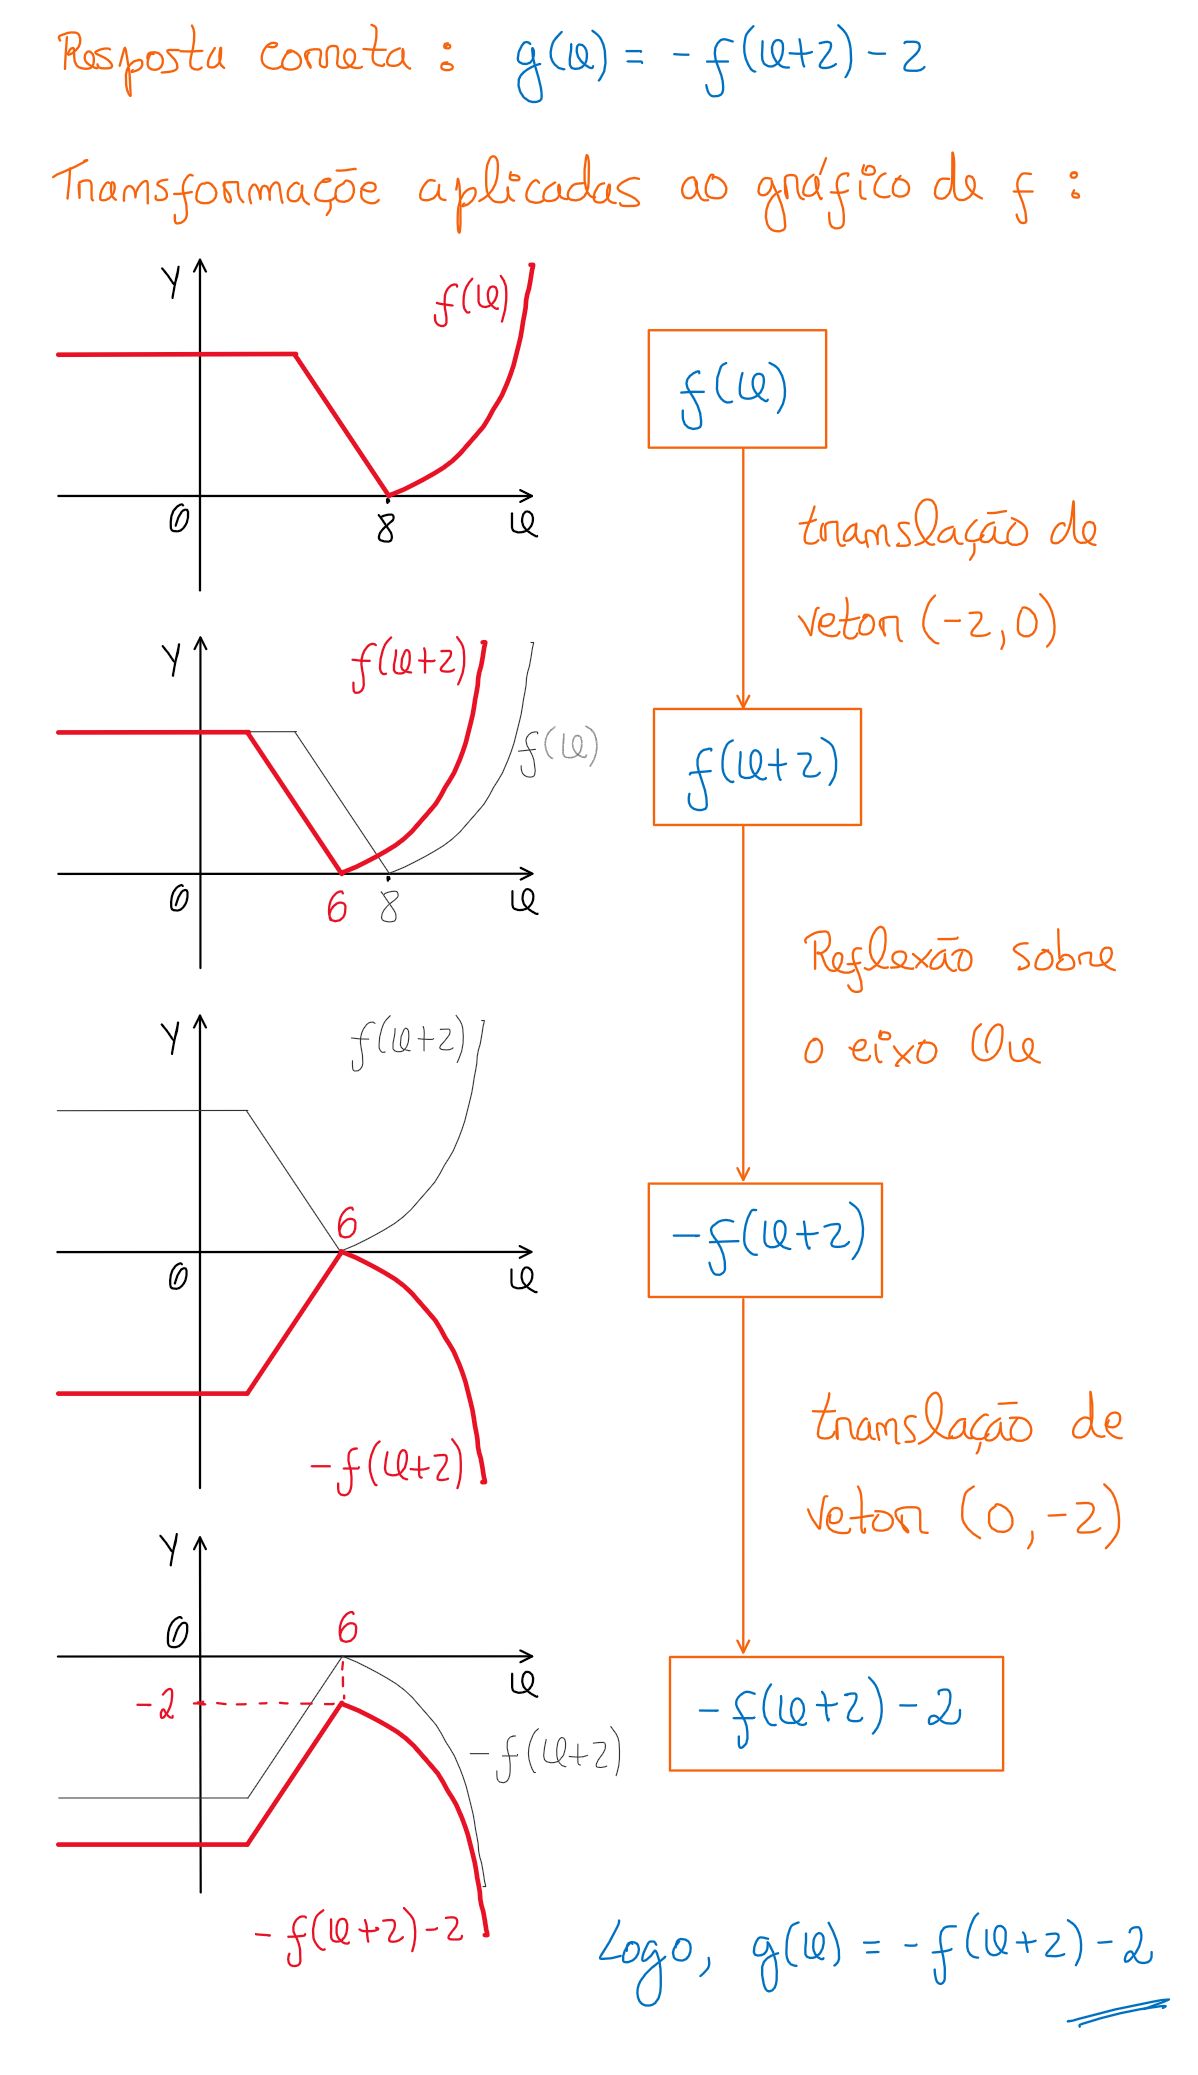 Resposta correta : g(x) = -f(x+2) - 2
Transformaçõe aplicadas ao gráfico de f :
y
f(x)
0
8
x
f(x)
translação de
vetor (-2,0)
y
f(x+2)
f(x)
0
6
8
x
f(x+2)
Reflexão sobre
o eixo Ox
y
f(x+2)
6
0
x
-f(x+2)
-f(x+2)
translação de
vetor (0,-2)
y
0
6
x
-2
-f(x+2)
-f(x+2)-2
-f(x+2)-2
Logo, g(x) = -f(x+2) - 2